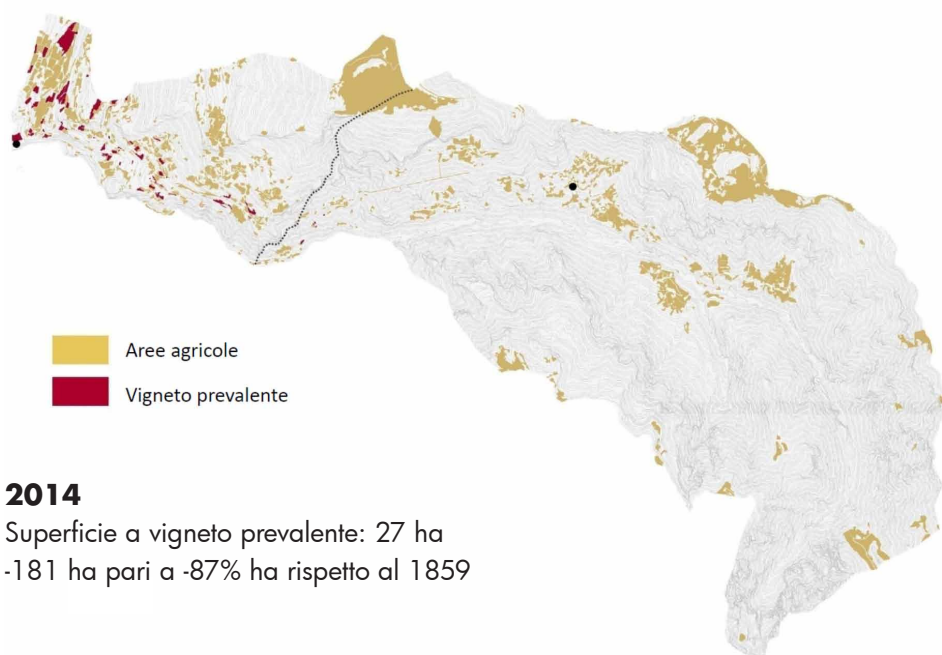 Aree agricole
Vigneto prevalente
2014
Superficie a vigneto prevalente: 27 ha
-181 ha pari a -87% ha rispetto al 1859